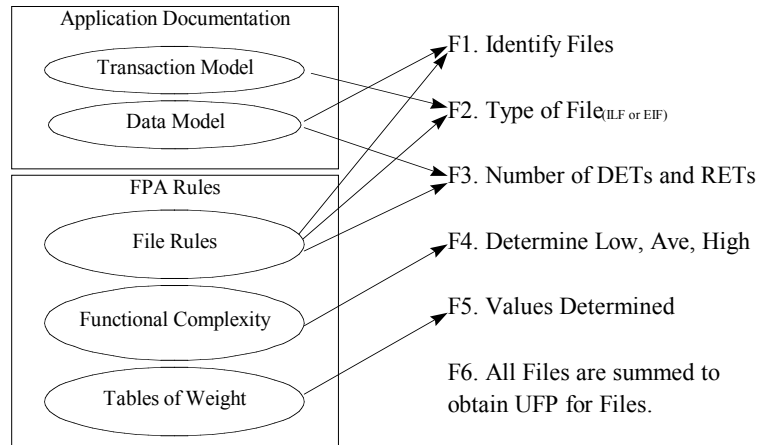 Application Documentation
Transaction Model
Data Model
FPA Rules
File Rules
Functional Complexity
Tables of Weight
F1. Identify Files
F2. Type of File(ILF or EIF)
F3. Number of DETs and RETs
F4. Determine Low, Ave, High
F5. Values Determined
F6. All Files are summed to
obtain UFP for Files.